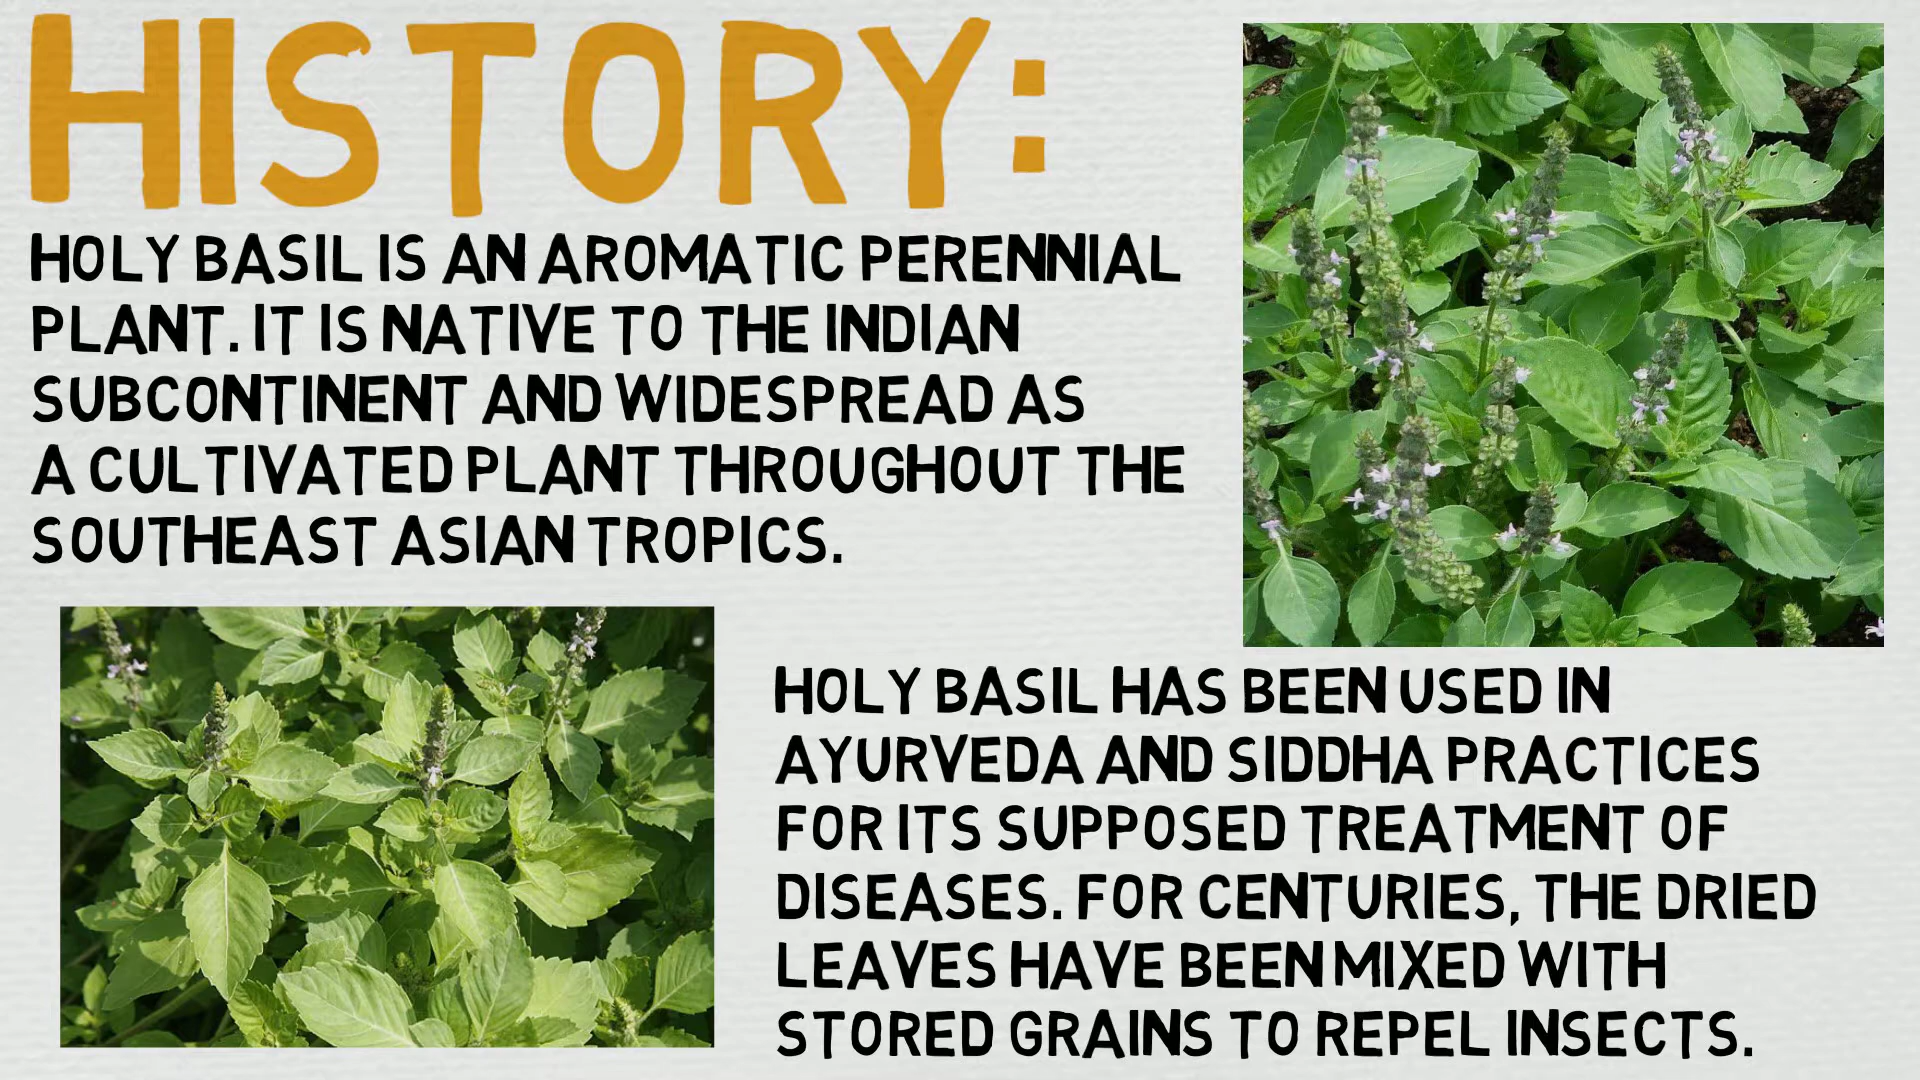 HISTORY:
HOLY BASIL IS AN AROMATIC PERENNIAL
PLANT. IT IS NATIVE TO THE INDIAN
SUBCONTINENT AND WIDESPREAD AS
A CULTIVATED PLANT THROUGHOUT THE
SOUTHEAST ASIAN TROPICS.
HOLY BASIL HAS BEEN USED IN
AYURVEDA AND SIDDHA PRACTICES
FOR ITS SUPPOSED TREATMENT OF
DISEASES. FOR CENTURIES, THE DRIED
LEAVES HAVE BEEN MIXED WITH
STORED GRAINS TO REPEL INSECTS.